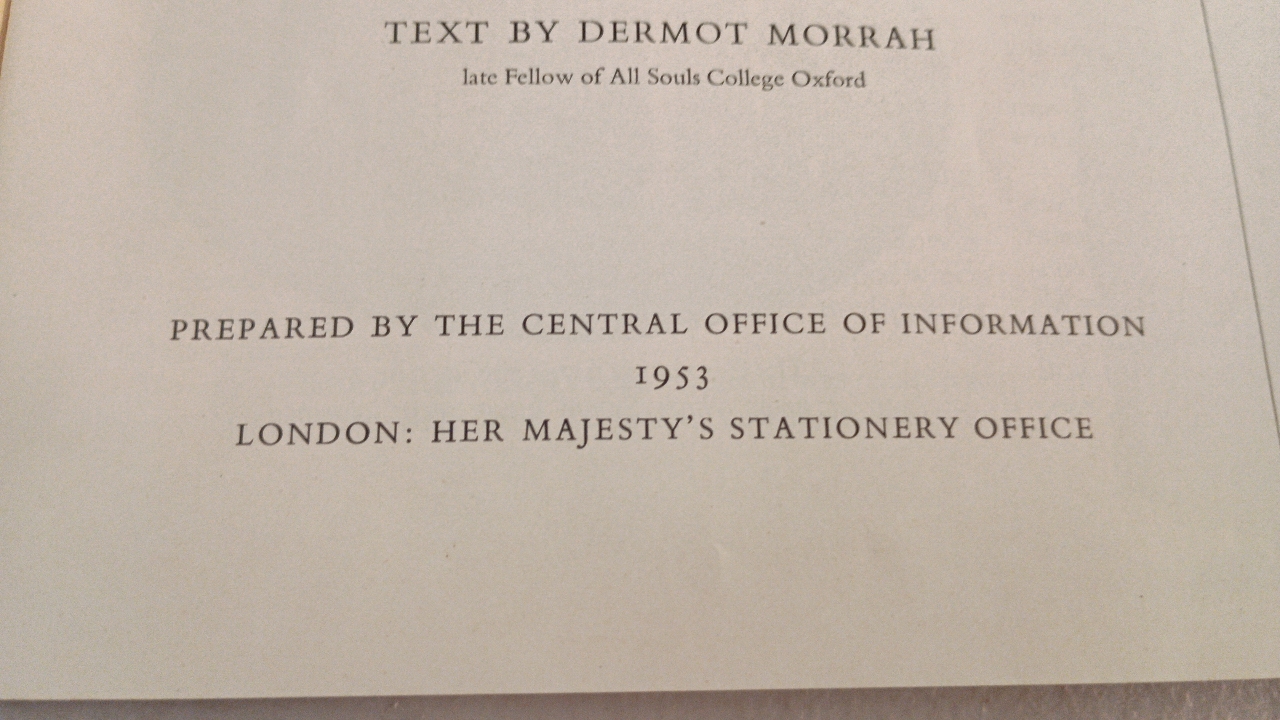 TEXT BY DERMOT MORRAH
late Fellow of All Souls College Oxford
PREPARED BY THE CENTRAL OFFICE OF INFORMATION
1953
LONDON: HER MAJESTY'S STATIONERY OFFICE